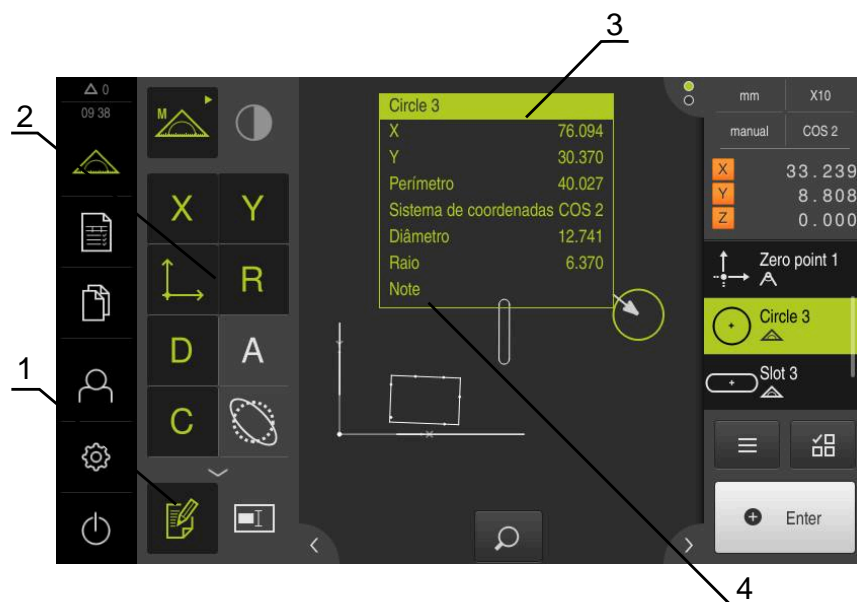 3
2
1
4
0
09 38
M
X
Y
R
D
A
C
Circle 3
X 76.094
Y 30.370
Perímetro 40.027
Sistema de coordenadas COS 2
Diâmetro 12.741
Raio 6.370
Note
mm X10
manual COS 2
X 33.239
Y 8.808
Z 0.000
Zero point 1
Circle 3
Slot 3
Enter